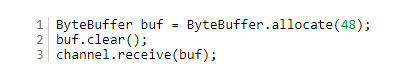 1 ByteBuffer buf = ByteBuffer.allocate(48);
2 buf.clear();
3 channel.receive(buf);